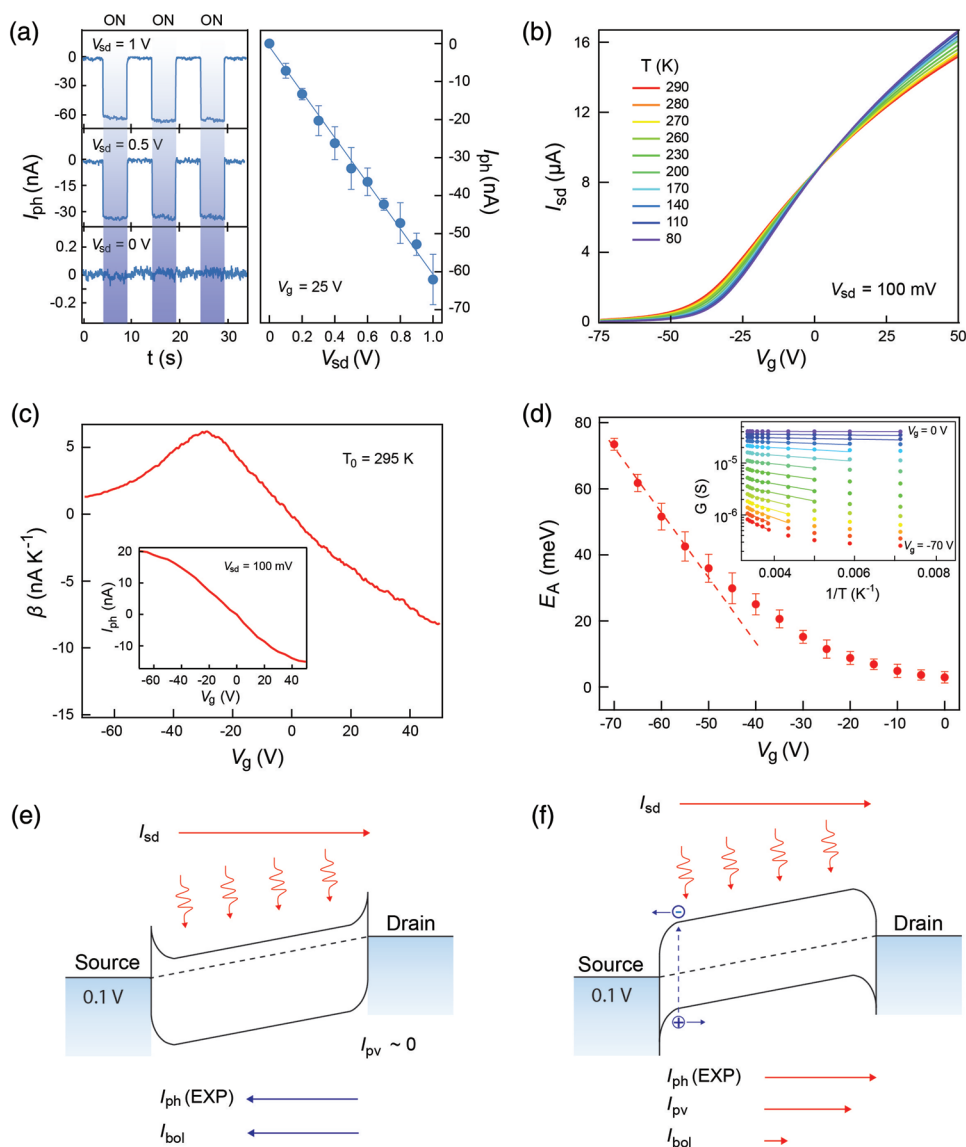 (a)
ON ON ON
V_sd = 1 V
0
-30
-60
V_sd = 0.5 V
0
-15
-30
V_sd = 0 V
0.2
0
-0.2
I_ph (nA)
0 10 20 30
t (s)
0
-10
-20
-30
-40
-50
-60
-70
I_ph (nA)
V_g = 25 V
0 0.2 0.4 0.6 0.8 1.0
V_sd (V)
(b)
16
12
8
4
0
I_sd (µA)
T (K)
290
280
270
260
230
200
170
140
110
80
V_sd = 100 mV
-75 -50 -25 0 25 50
V_g (V)
(c)
5
0
-5
-10
-15
β (nA K⁻¹)
T₀ = 295 K
20
10
0
-10
I_ph (nA)
V_sd = 100 mV
-60 -40 -20 0 20 40
V_g (V)
-60 -40 -20 0 20 40
V_g (V)
(d)
80
60
40
20
0
E_A (meV)
V_g = 0 V
10⁻⁵
10⁻⁶
G (S)
V_g = -70 V
0.004 0.006 0.008
1/T (K⁻¹)
-70 -60 -50 -40 -30 -20 -10 0
V_g (V)
(e)
I_sd
Drain
Source
0.1 V
I_pv ~ 0
I_ph (EXP)
I_bol
(f)
I_sd
Drain
Source
0.1 V
I_ph (EXP)
I_pv
I_bol